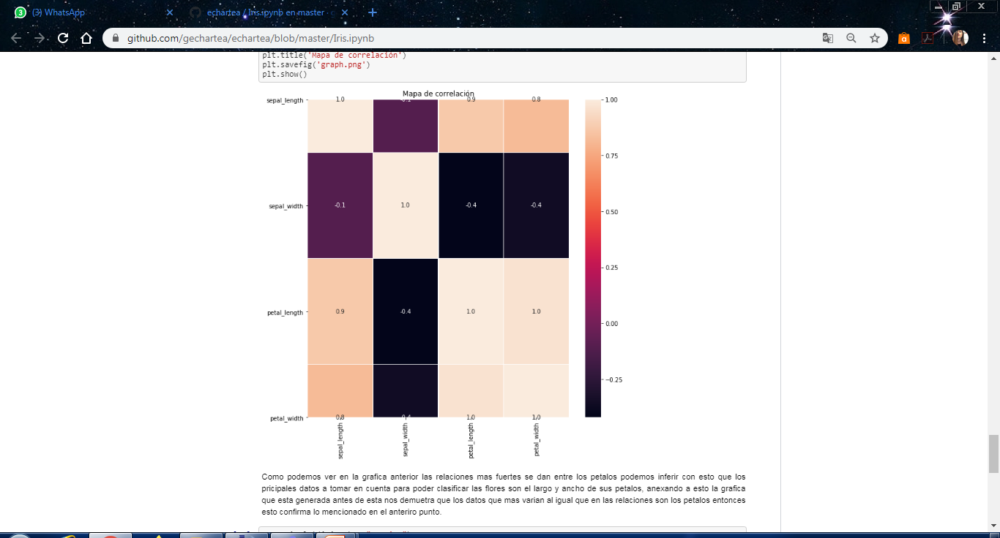 (3) WhatsApp
echartea / Iris.ipynb en master ·
github.com/gechartea/echartea/blob/master/Iris.ipynb
plt.title('Mapa de correlación')
plt.savefig('graph.png')
plt.show()
Mapa de correlación
sepal_length 1.0 -0.1 0.9 0.8
sepal_width -0.1 1.0 -0.4 -0.4
petal_length 0.9 -0.4 1.0 1.0
petal_width 0.8 -0.4 1.0 1.0
sepal_length sepal_width petal_length petal_width
1.00
0.75
0.50
0.25
0.00
−0.25
Como podemos ver en la grafica anterior las relaciones mas fuertes se dan entre los petalos podemos inferir con esto que los
pricipales datos a tomar en cuenta para poder clasificar las flores son el largo y ancho de sus petalos, anexando a esto la grafica
que esta generada antes de esta nos demuetra que los datos que mas varian al igual que en las relaciones son los petalos entonces
esto confirma lo mencionado en el anteriro punto.